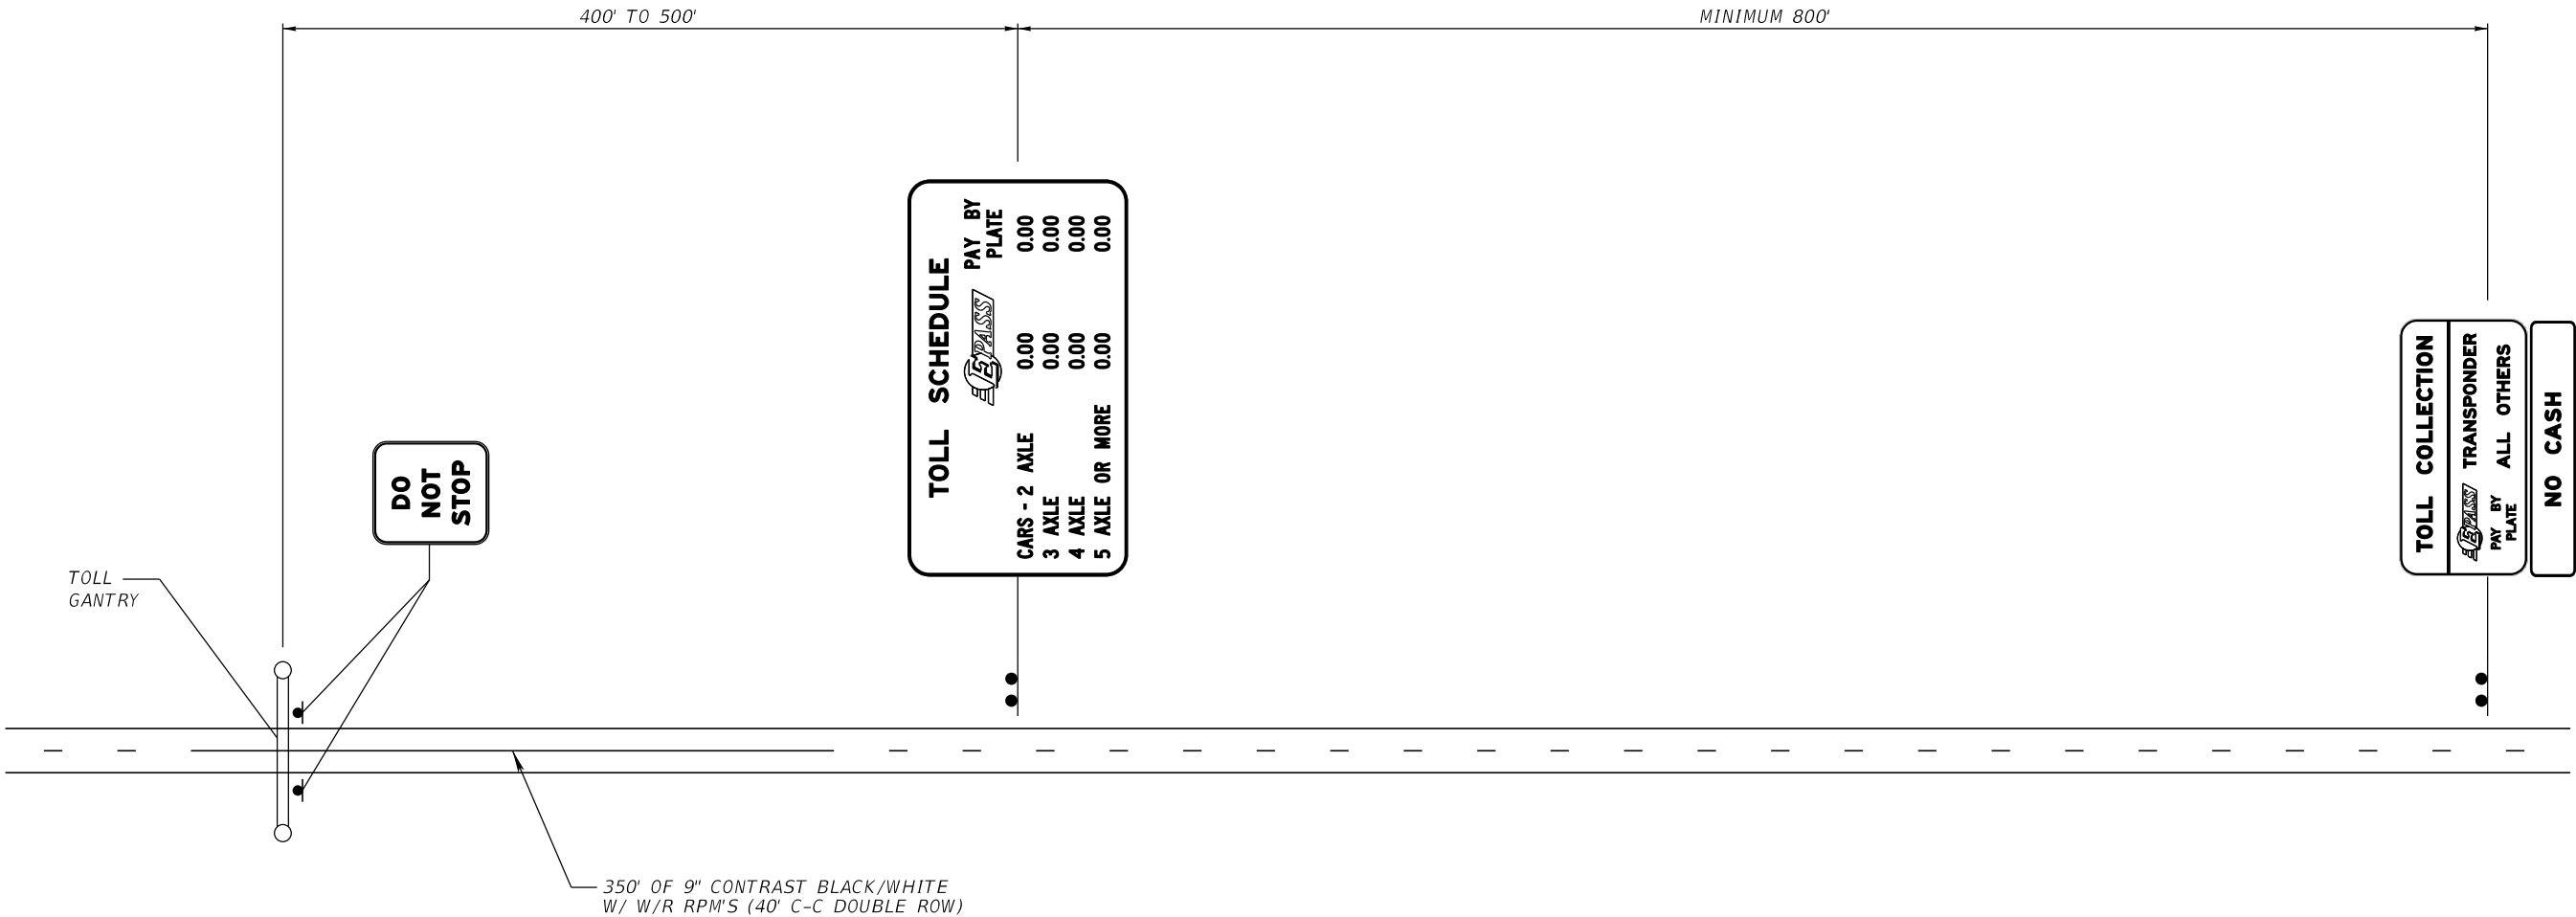 400' TO 500'
MINIMUM 800'
TOLL SCHEDULE
E PASS
PAY BY
PLATE
CARS - 2 AXLE 0.00 0.00
3 AXLE 0.00 0.00
4 AXLE 0.00 0.00
5 AXLE OR MORE 0.00 0.00
TOLL COLLECTION
E PASS TRANSPONDER
PAY BY
PLATE
ALL OTHERS
NO CASH
DO
NOT
STOP
TOLL
GANTRY
350' OF 9" CONTRAST BLACK/WHITE
W/ W/R RPM'S (40' C-C DOUBLE ROW)